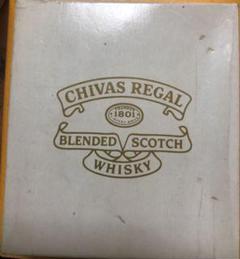 CHIVAS REGAL
1801
BLENDED SCOTCH
WHISKY